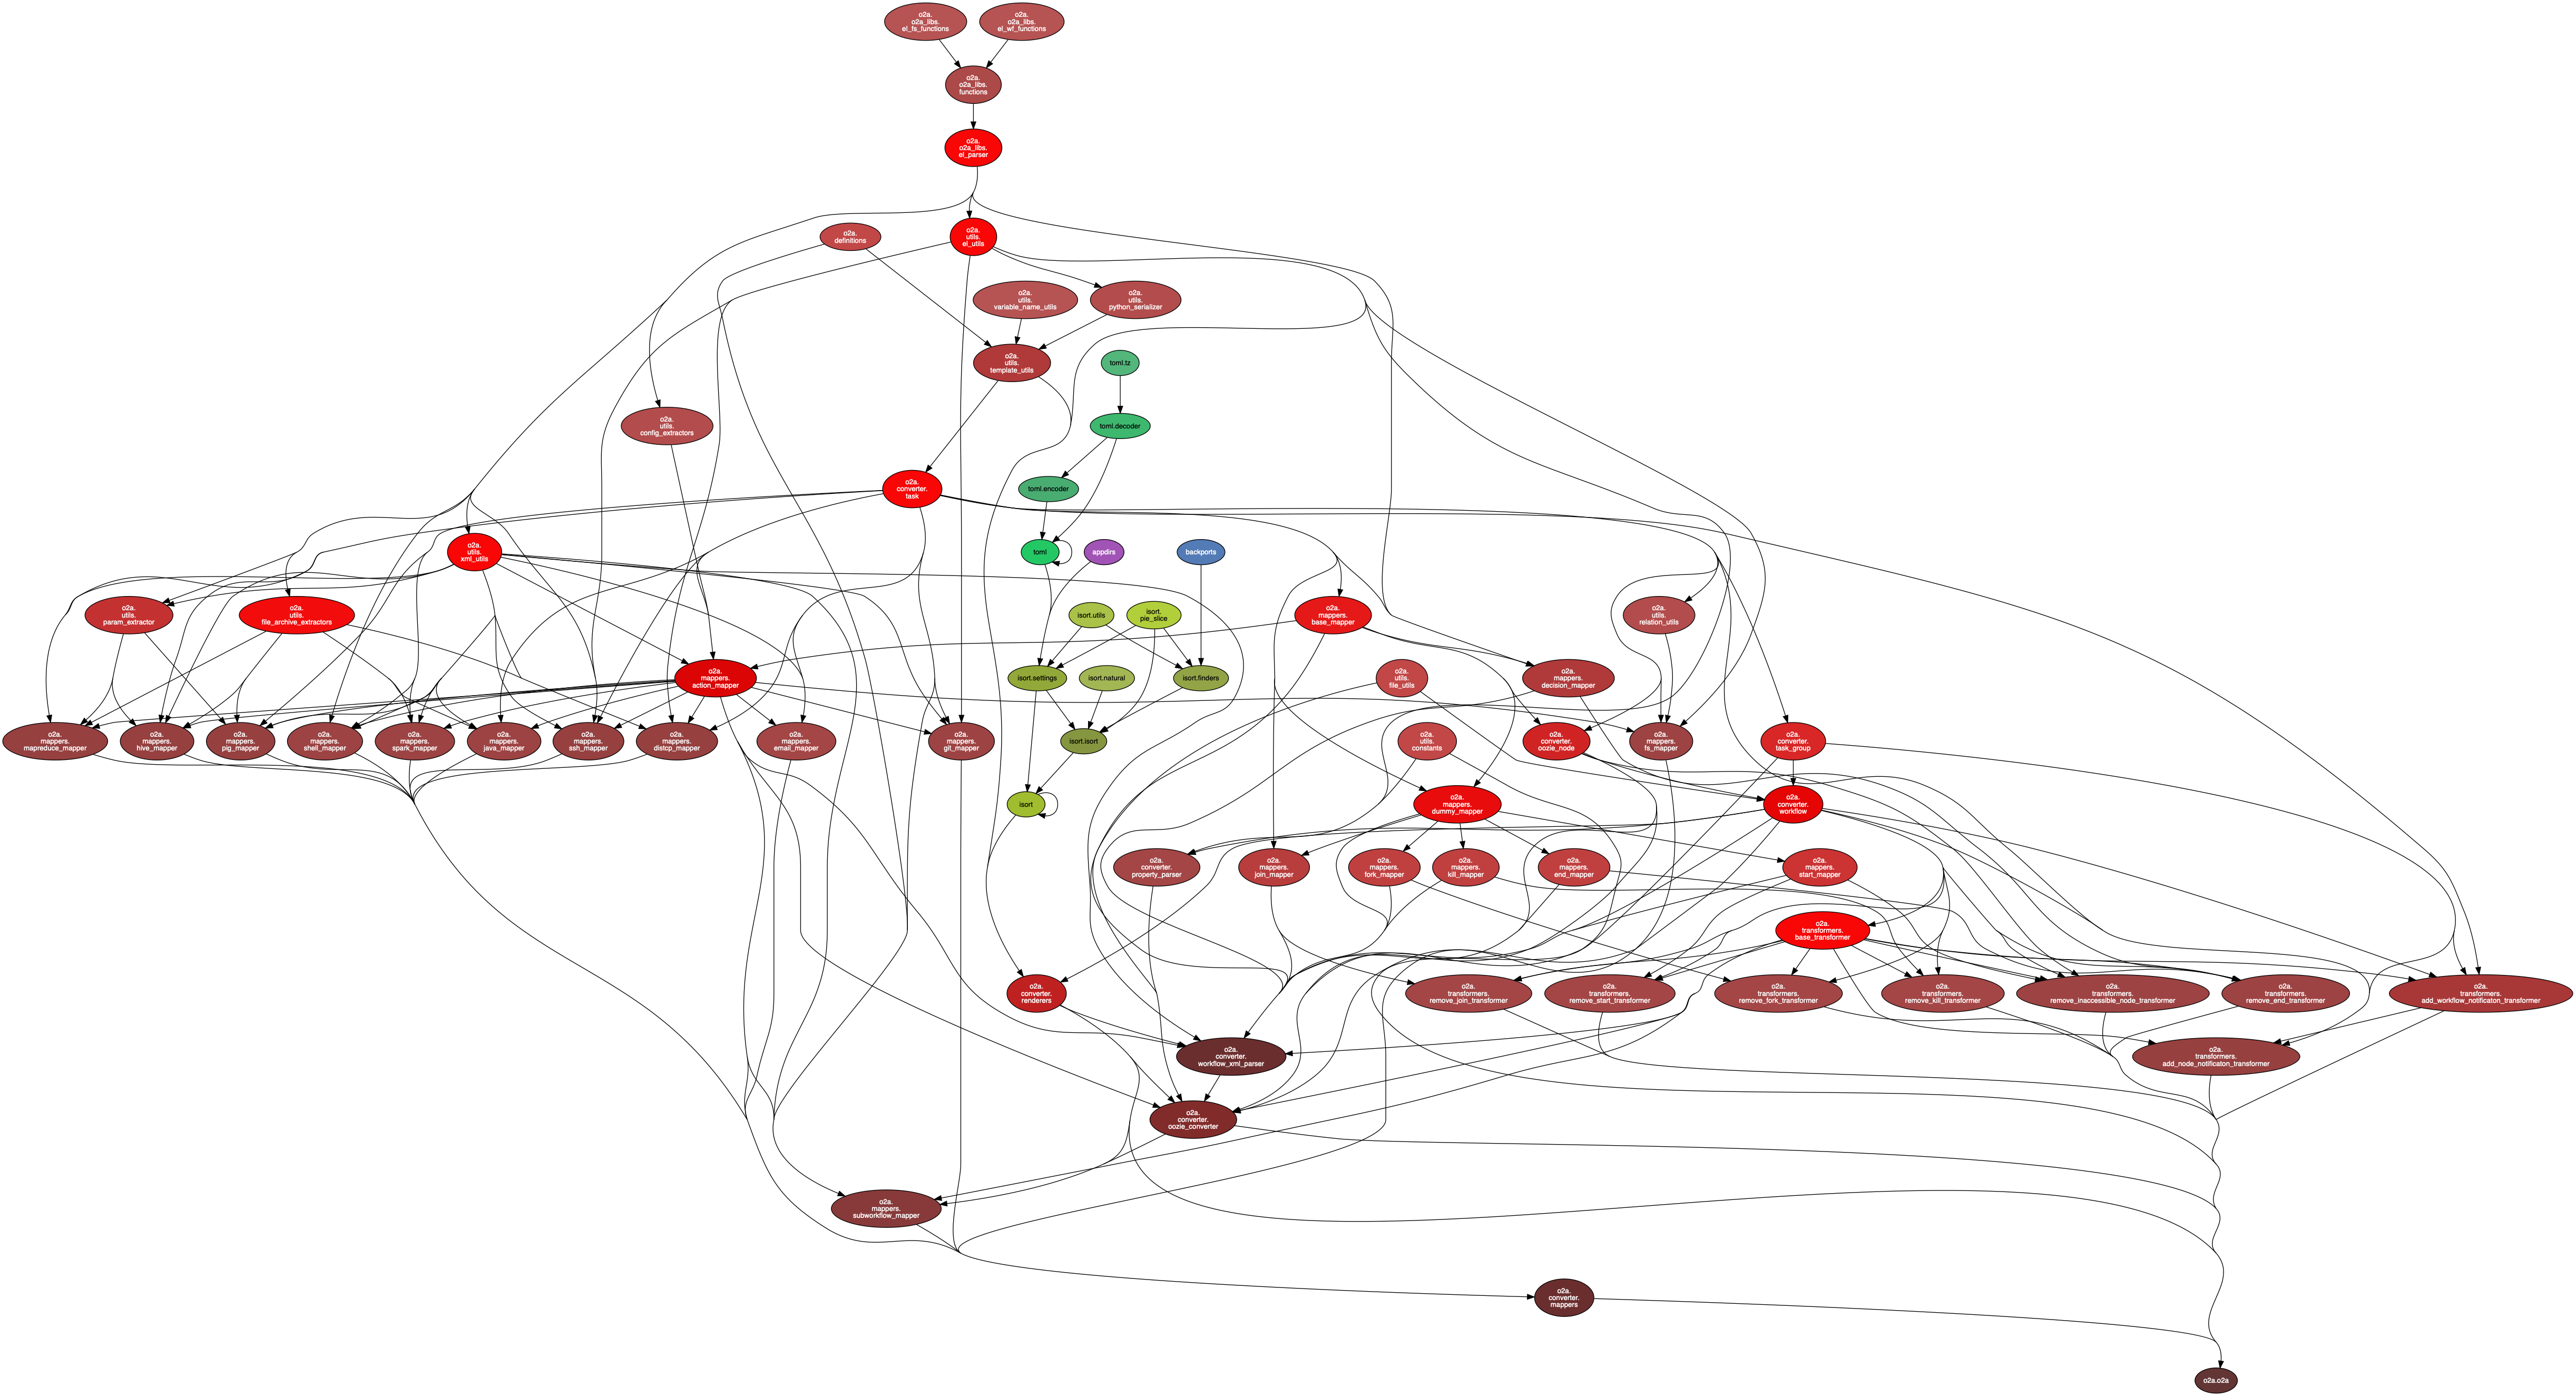 o2a.
o2a_libs.
el_fs_functions
o2a.
o2a_libs.
el_wf_functions
o2a.
o2a_libs.
functions
o2a.
o2a_libs.
el_parser
o2a.
definitions
o2a.
utils.
el_utils
o2a.
utils.
variable_name_utils
o2a.
utils.
python_serializer
o2a.
utils.
template_utils
toml.tz
o2a.
utils.
config_extractors
toml.decoder
o2a.
converter.
task
toml.encoder
o2a.
utils.
xml_utils
toml
appdirs
backports
o2a.
utils.
param_extractor
o2a.
utils.
file_archive_extractors
isort.utils
isort.
pie_slice
o2a.
mappers.
base_mapper
o2a.
utils.
relation_utils
o2a.
mappers.
action_mapper
isort.settings
isort.natural
isort.finders
o2a.
utils.
file_utils
o2a.
mappers.
decision_mapper
o2a.
mappers.
mapreduce_mapper
o2a.
mappers.
hive_mapper
o2a.
mappers.
pig_mapper
o2a.
mappers.
shell_mapper
o2a.
mappers.
spark_mapper
o2a.
mappers.
java_mapper
o2a.
mappers.
ssh_mapper
o2a.
mappers.
distcp_mapper
o2a.
mappers.
email_mapper
o2a.
mappers.
git_mapper
isort.isort
o2a.
utils.
constants
o2a.
converter.
oozie_node
o2a.
mappers.
fs_mapper
o2a.
converter.
task_group
isort
o2a.
mappers.
dummy_mapper
o2a.
converter.
workflow
o2a.
converter.
property_parser
o2a.
mappers.
join_mapper
o2a.
mappers.
fork_mapper
o2a.
mappers.
kill_mapper
o2a.
mappers.
end_mapper
o2a.
mappers.
start_mapper
o2a.
transformers.
base_transformer
o2a.
converter.
renderers
o2a.
transformers.
remove_join_transformer
o2a.
transformers.
remove_start_transformer
o2a.
transformers.
remove_fork_transformer
o2a.
transformers.
remove_kill_transformer
o2a.
transformers.
remove_inaccessible_node_transformer
o2a.
transformers.
remove_end_transformer
o2a.
transformers.
add_workflow_notificaton_transformer
o2a.
converter.
workflow_xml_parser
o2a.
transformers.
add_node_notificaton_transformer
o2a.
converter.
oozie_converter
o2a.
mappers.
subworkflow_mapper
o2a.
converter.
mappers
o2a.o2a